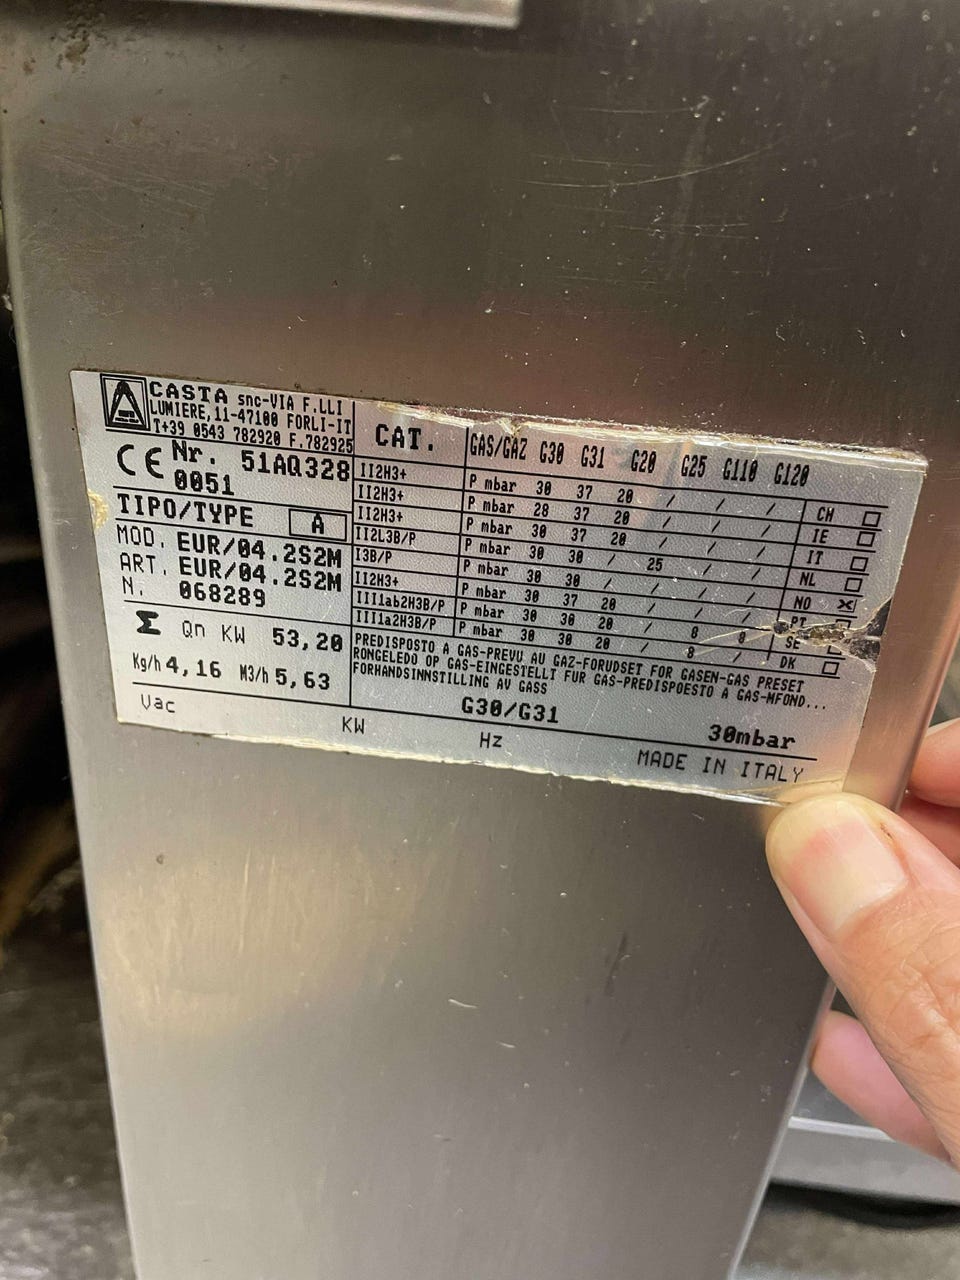 CASTA snc-VIA F.LLI
LUMIERE,11-47100 FORLI-IT
T+39 0543 782920 F.782925
CE Nr. 51AQ328
0051
TIPO/TYPE A
MOD. EUR/04.2S2M
ART. EUR/04.2S2M
N. 068289
Σ Qn KW 53,20
Kg/h 4,16 M3/h 5,63
CAT. GAS/GAZ G30 G31 G20 G25 G110 G120
II2H3+ P mbar 30 37 20 / / / CH
II2H3+ P mbar 28 37 20 / / / IE
II2H3+ P mbar 30 37 20 / / / IT
II2L3B/P P mbar 30 30 / 25 / / NL
I3B/P P mbar 30 30 / / / / NO X
II2H3+ P mbar 30 37 20 / / / PT
III1ab2H3B/P P mbar 30 30 20 / 8 8 SE
III1a2H3B/P P mbar 30 30 20 / 8 / DK
PREDISPOSTO A GAS-PREVU AU GAZ-FORUDSET FOR GASEN-GAS PRESET
RONGELEDO OP GAS-EINGESTELLT FUR GAS-PREDISPOESTO A GAS-MFOND...
FORHANDSINNSTILLING AV GASS
G30/G31 30mbar
Vac KW Hz MADE IN ITALY